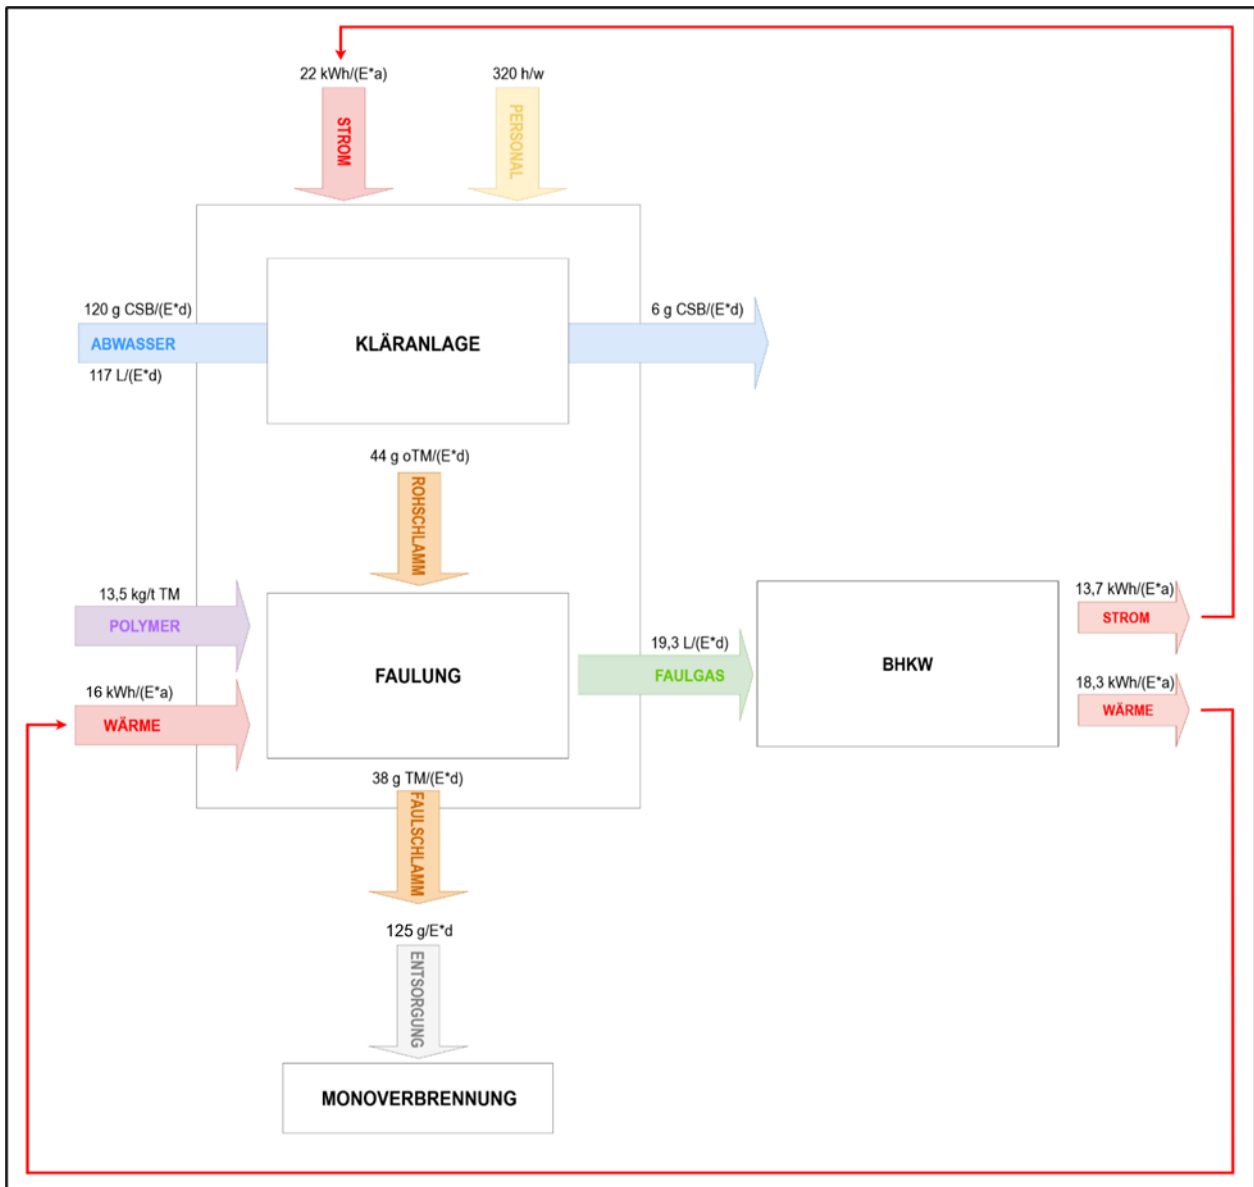 22 kWh/(E*a)
320 h/w
STROM
PERSONAL
120 g CSB/(E*d)
6 g CSB/(E*d)
ABWASSER
KLÄRANLAGE
117 L/(E*d)
44 g oTM/(E*d)
ROHSCHLAMM
13,5 kg/t TM
POLYMER
16 kWh/(E*a)
WÄRME
FAULUNG
19,3 L/(E*d)
FAULGAS
BHKW
13,7 kWh/(E*a)
STROM
18,3 kWh/(E*a)
WÄRME
38 g TM/(E*d)
FAULSCHLAMM
125 g/E*d
ENTSORGUNG
MONOVERBRENNUNG